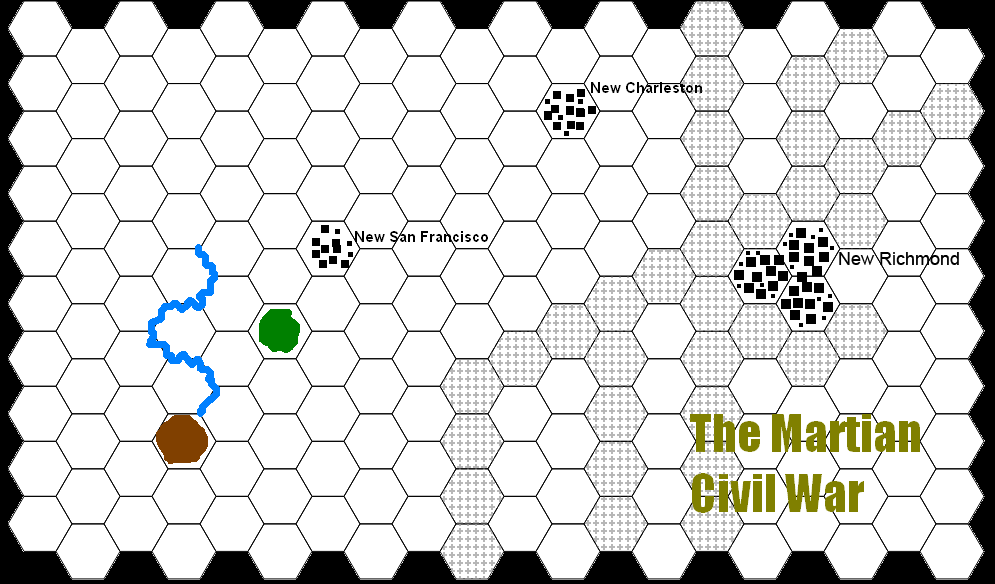 New Charleston
New San Francisco
New Richmond
The Martian
Civil War